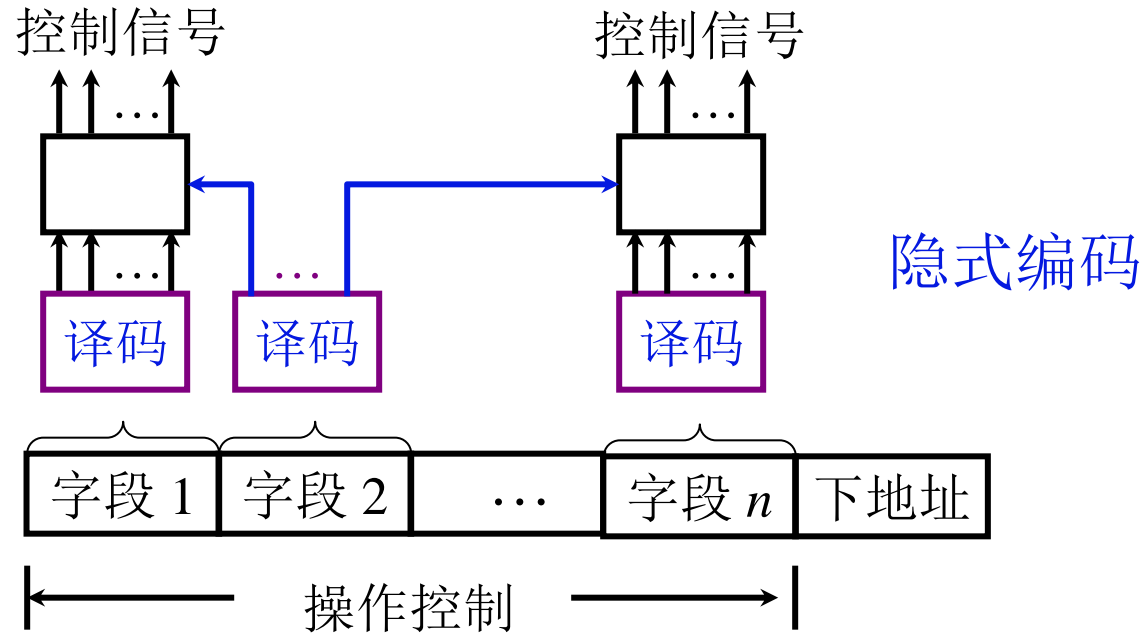 控制信号 控制信号
… …
… … …
隐式编码
译码 译码 译码
字段 1 字段 2 … 字段 n 下地址
操作控制